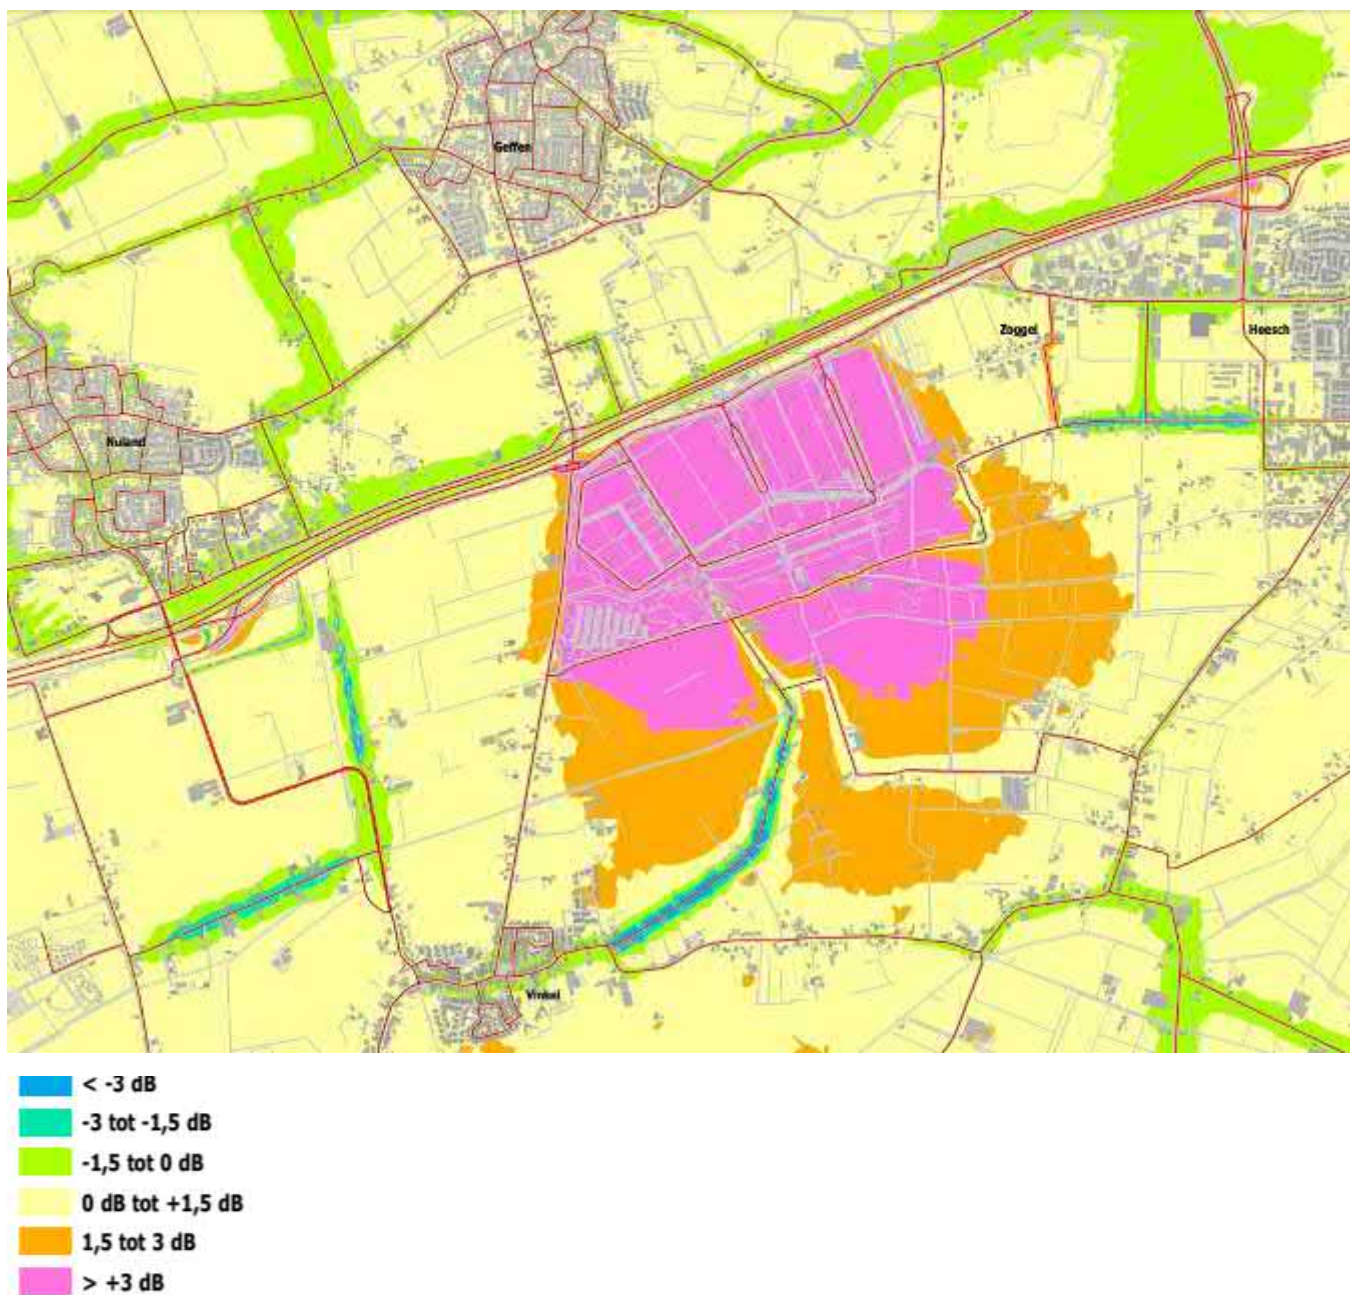 Geffen
Zoggel
Heesch
Nuland
Vinkel
< -3 dB
-3 tot -1,5 dB
-1,5 tot 0 dB
0 dB tot +1,5 dB
1,5 tot 3 dB
> +3 dB